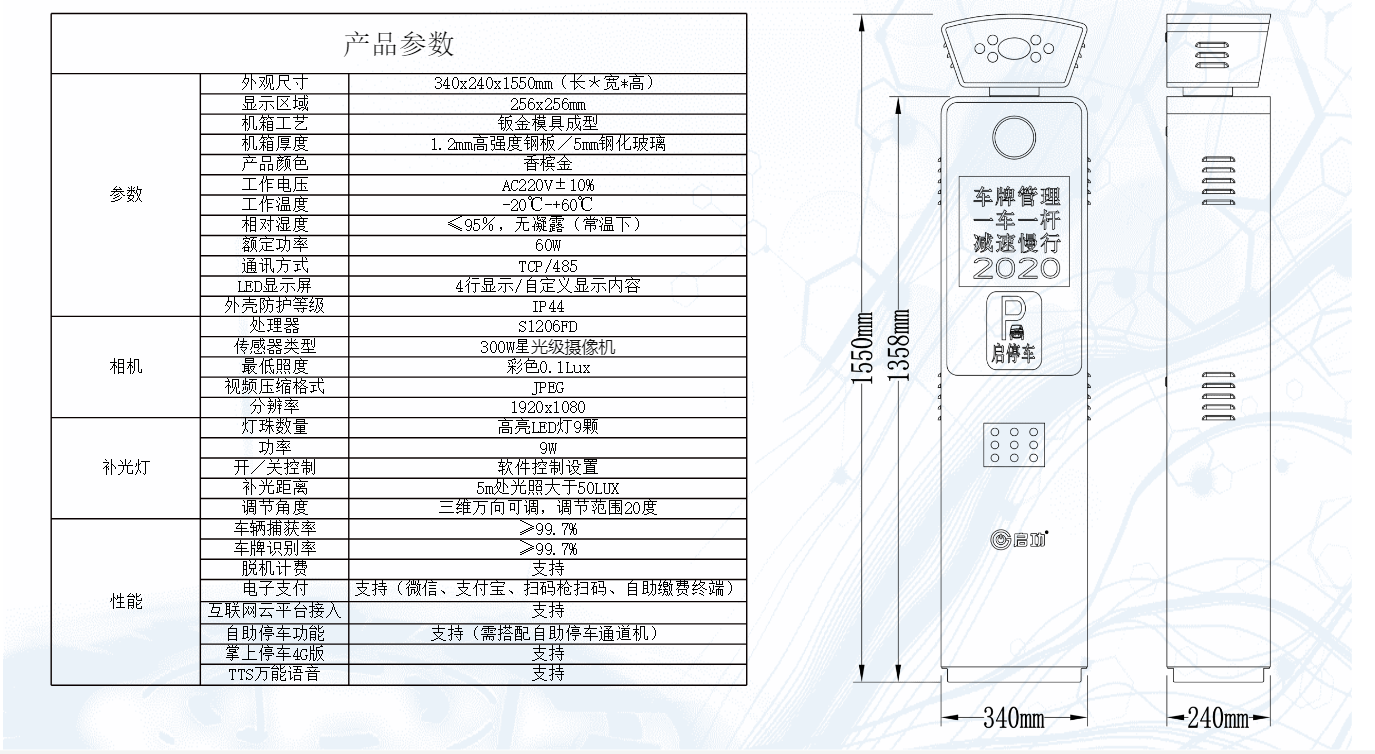 产品参数
参数
外观尺寸 340x240x1550mm（长＊宽*高）
显示区域 256x256mm
机箱工艺 钣金模具成型
机箱厚度 1.2mm高强度钢板／5mm钢化玻璃
产品颜色 香槟金
工作电压 AC220V±10%
工作温度 -20℃-+60℃
相对湿度 ≤95%，无凝露（常温下）
额定功率 60W
通讯方式 TCP/485
LED显示屏 4行显示/自定义显示内容
外壳防护等级 IP44
相机
处理器 S1206FD
传感器类型 300W星光级摄像机
最低照度 彩色0.1Lux
视频压缩格式 JPEG
分辨率 1920x1080
补光灯
灯珠数量 高亮LED灯9颗
功率 9W
开／关控制 软件控制设置
补光距离 5m处光照大于50LUX
调节角度 三维万向可调，调节范围20度
性能
车辆捕获率 ≥99.7%
车牌识别率 ≥99.7%
脱机计费 支持
电子支付 支持（微信、支付宝、扫码枪扫码、自助缴费终端）
互联网云平台接入 支持
自助停车功能 支持（需搭配自助停车通道机）
掌上停车4G版 支持
TTS万能语音 支持
1550mm
1358mm
车牌管理
一车一杆
减速慢行
2020
P
启停车
启功
340mm
240mm